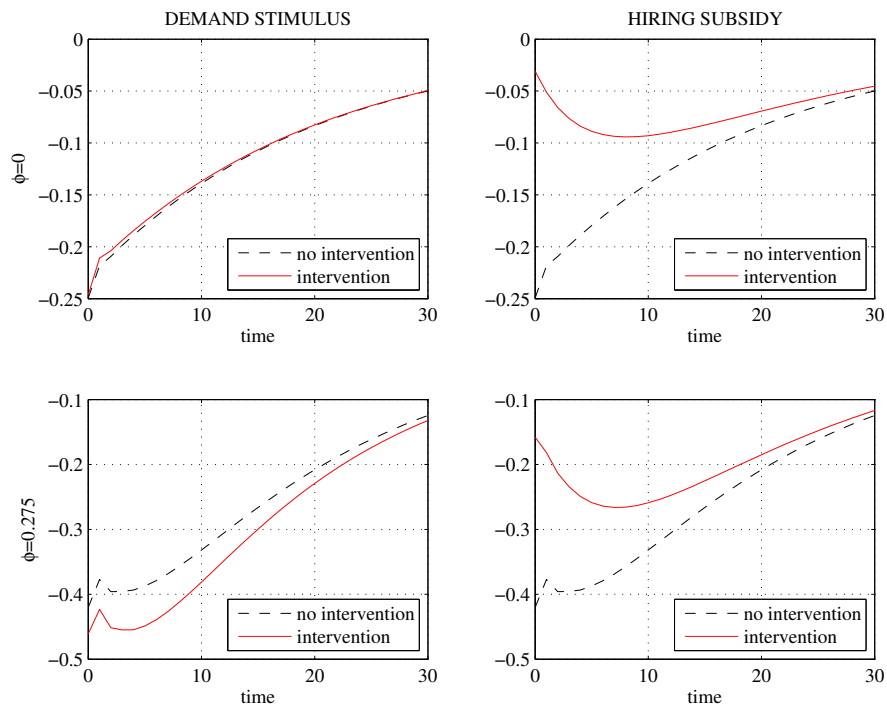 DEMAND STIMULUS
0
−0.05
−0.1
−0.15
−0.2
−0.25
φ=0
no intervention
intervention
0 10 20 30
time
HIRING SUBSIDY
0
−0.05
−0.1
−0.15
−0.2
−0.25
no intervention
intervention
0 10 20 30
time
−0.1
−0.2
−0.3
−0.4
−0.5
φ=0.275
no intervention
intervention
0 10 20 30
time
−0.1
−0.2
−0.3
−0.4
−0.5
no intervention
intervention
0 10 20 30
time